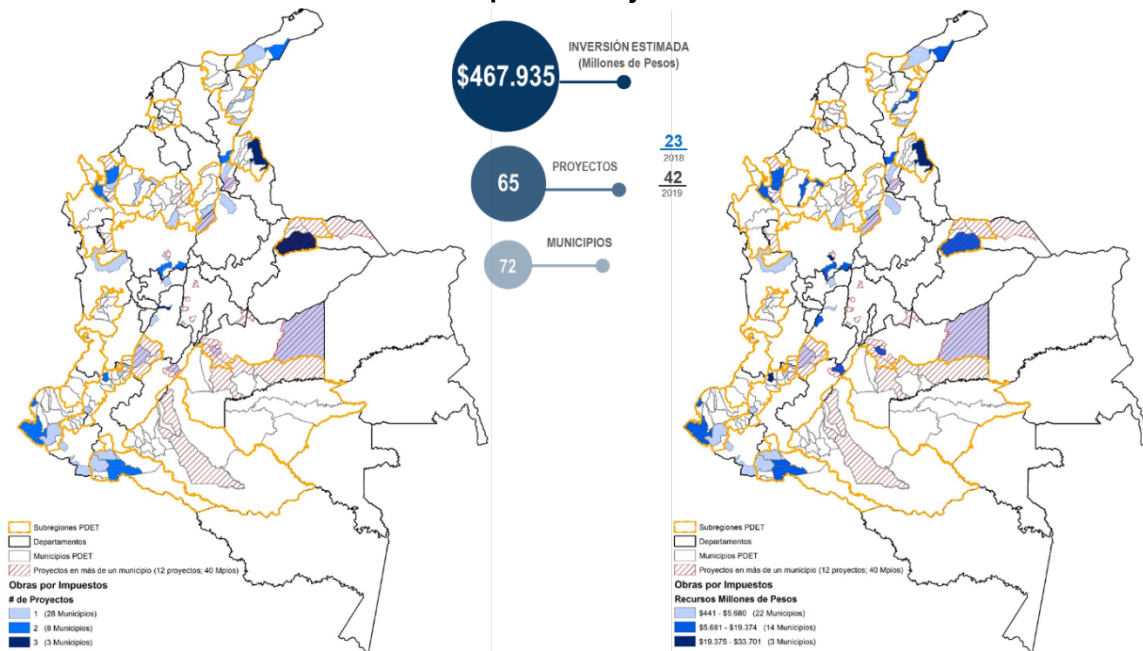 $467.935
INVERSIÓN ESTIMADA
(Millones de Pesos)
23
2018
65
PROYECTOS
42
2019
MUNICIPIOS
72
Subregiones PDET
Departamentos
Municipios PDET
Proyectos en más de un municipio (12 proyectos; 40 Mpios)
Obras por Impuestos
# de Proyectos
1 (28 Municipios)
2 (8 Municipios)
3 (3 Municipios)
Subregiones PDET
Departamentos
Municipios PDET
Proyectos en más de un municipio (12 proyectos; 40 Mpios)
Obras por Impuestos
Recursos Millones de Pesos
$441 - $5.680 (22 Municipios)
$5.681 - $19.374 (14 Municipios)
$19.375 - $33.701 (3 Municipios)